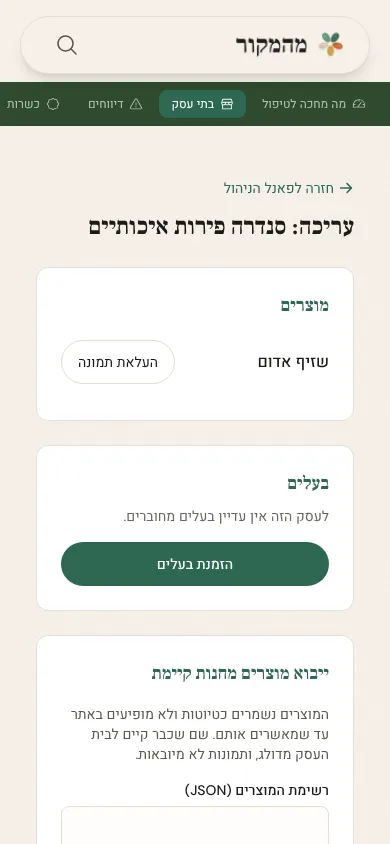 מהמקור
מה מחכה לטיפול
בתי עסק
דיווחים
כשרות
חזרה לפאנל הניהול
עריכה: סנדרה פירות איכותיים
מוצרים
שזיף אדום
העלאת תמונה
בעלים
לעסק הזה אין עדיין בעלים מחוברים.
הזמנת בעלים
ייבוא מוצרים מחנות קיימת
המוצרים נשמרים כטיוטות ולא מופיעים באתר
עד שמאשרים אותם. שם שכבר קיים לבית
העסק מדולג, ותמונות לא מיובאות.
רשימת המוצרים (JSON)